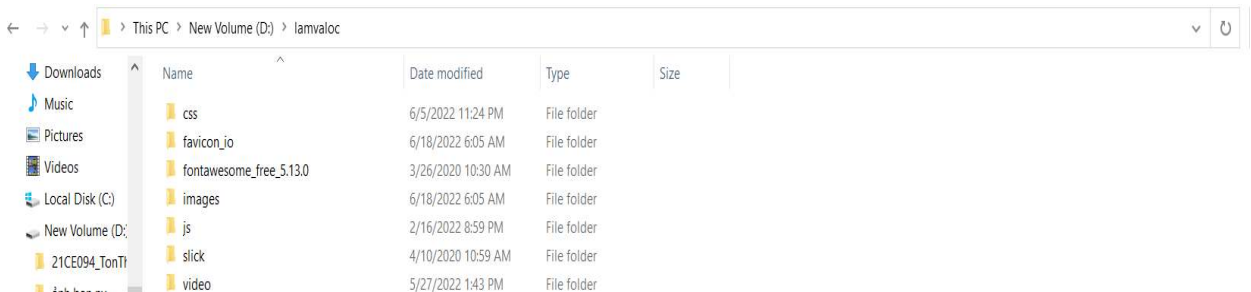 This PC > New Volume (D:) > lamvaloc
Downloads
Music
Pictures
Videos
Local Disk (C:)
New Volume (D:
21CE094_TonTh
Name Date modified Type Size
css 6/5/2022 11:24 PM File folder
favicon_io 6/18/2022 6:05 AM File folder
fontawesome_free_5.13.0 3/26/2020 10:30 AM File folder
images 6/18/2022 6:05 AM File folder
js 2/16/2022 8:59 PM File folder
slick 4/10/2020 10:59 AM File folder
video 5/27/2022 1:43 PM File folder